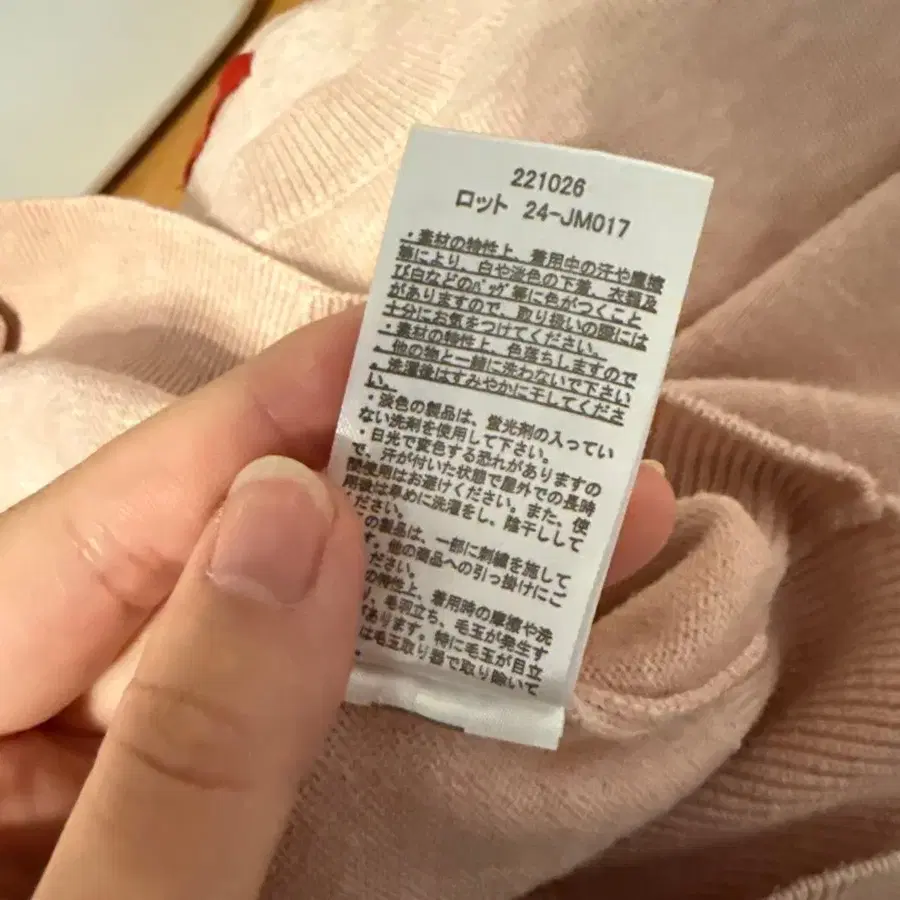 221026
ロット 24-JM017
・素材の特性上、着用中の汗や摩擦
等により、白や淡色の下着、衣類及
び白などのバッグ等に色がつくこと
がありますので、取り扱いの際には
十分にお気をつけてください。
・素材の特性上、色落ちしますので
、他の物と一緒に洗わないで下さい
・洗濯後はすみやかに干してくださ
い。
・淡色の製品は、蛍光剤の入ってい
ない洗剤を使用して下さい。
・日光で変色する恐れがありますの
で、汗が付いた状態で屋外での長時
間使用はお避けください。また、使
用後は早めに洗濯をし、陰干しして
ください。
の製品は、一部に刺繍を施して
す。他の商品への引っ掛けにご
ださい。
の特性上、着用時の摩擦や洗
り、毛羽立ち、毛玉が発生す
があります。特に毛玉が目立
は毛玉取り器で取り除いて